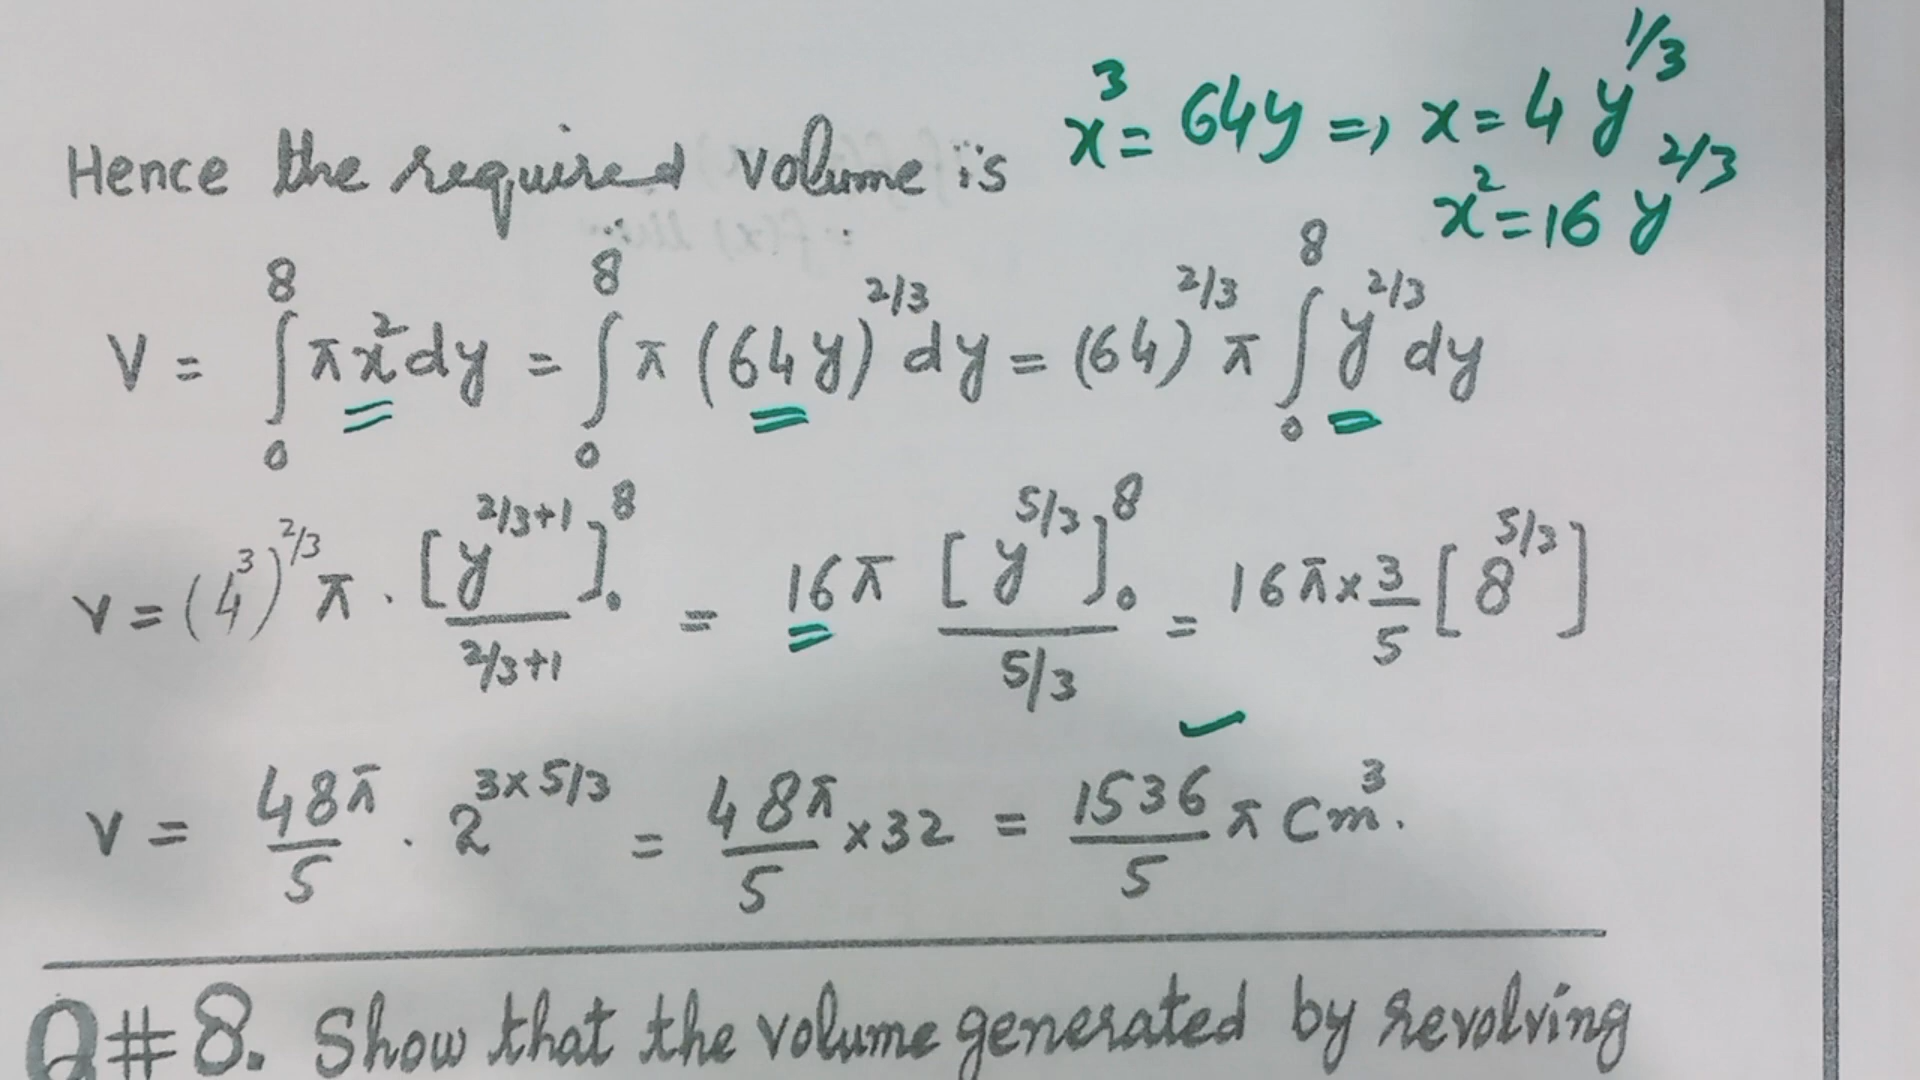 x³ = 64y ⇒ x = 4 y^{1/3}
Hence the required volume is
x² = 16 y^{2/3}
V = ∫₀⁸ π x² dy = ∫₀⁸ π (64y)^{2/3} dy = (64)^{2/3} π ∫₀⁸ y^{2/3} dy
V = (4³)^{2/3} π . [y^{2/3+1}]₀⁸ / (2/3+1) = 16π [y^{5/3}]₀⁸ / (5/3) = 16π × 3/5 [8^{5/3}]
V = 48π/5 . 2^{3×5/3} = 48π/5 × 32 = 1536/5 π cm³.
Q#8. Show that the volume generated by revolving